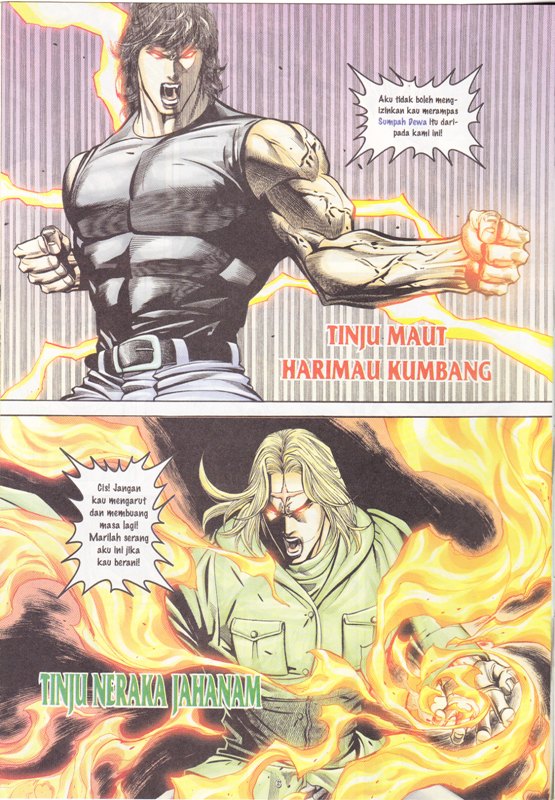 Aku tidak boleh meng-
izinkan kau merampas
Sumpah Dewa itu dari-
pada kami ini!
TINJU MAUT
HARIMAU KUMBANG
Cis! Jangan
kau mengarut
dan membuang
masa lagi!
Marilah serang
aku ini jika
kau berani!
TINJU NERAKA JAHANAM
6